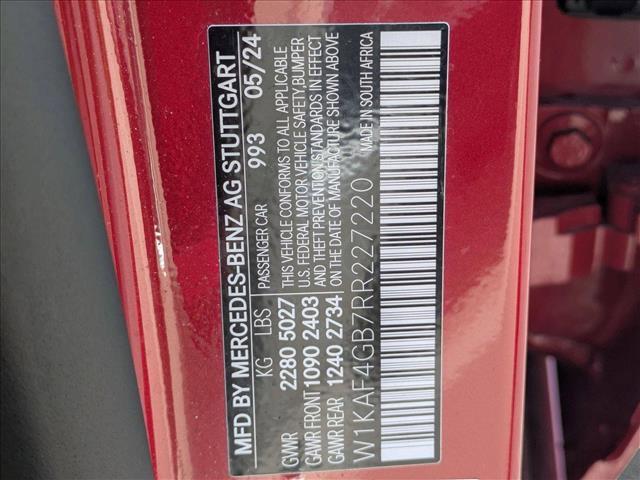 MFD BY MERCEDES-BENZ AG STUTTGART
KG LBS PASSENGER CAR 993 05/24
GVWR 2280 5027 THIS VEHICLE CONFORMS TO ALL APPLICABLE
U.S. FEDERAL MOTOR VEHICLE SAFETY,BUMPER
GAWR FRONT 1090 2403 AND THEFT PREVENTION STANDARDS IN EFFECT
GAWR REAR 1240 2734 ON THE DATE OF MANUFACTURE SHOWN ABOVE
W1KAF4GB7RR227220 MADE IN SOUTH AFRICA